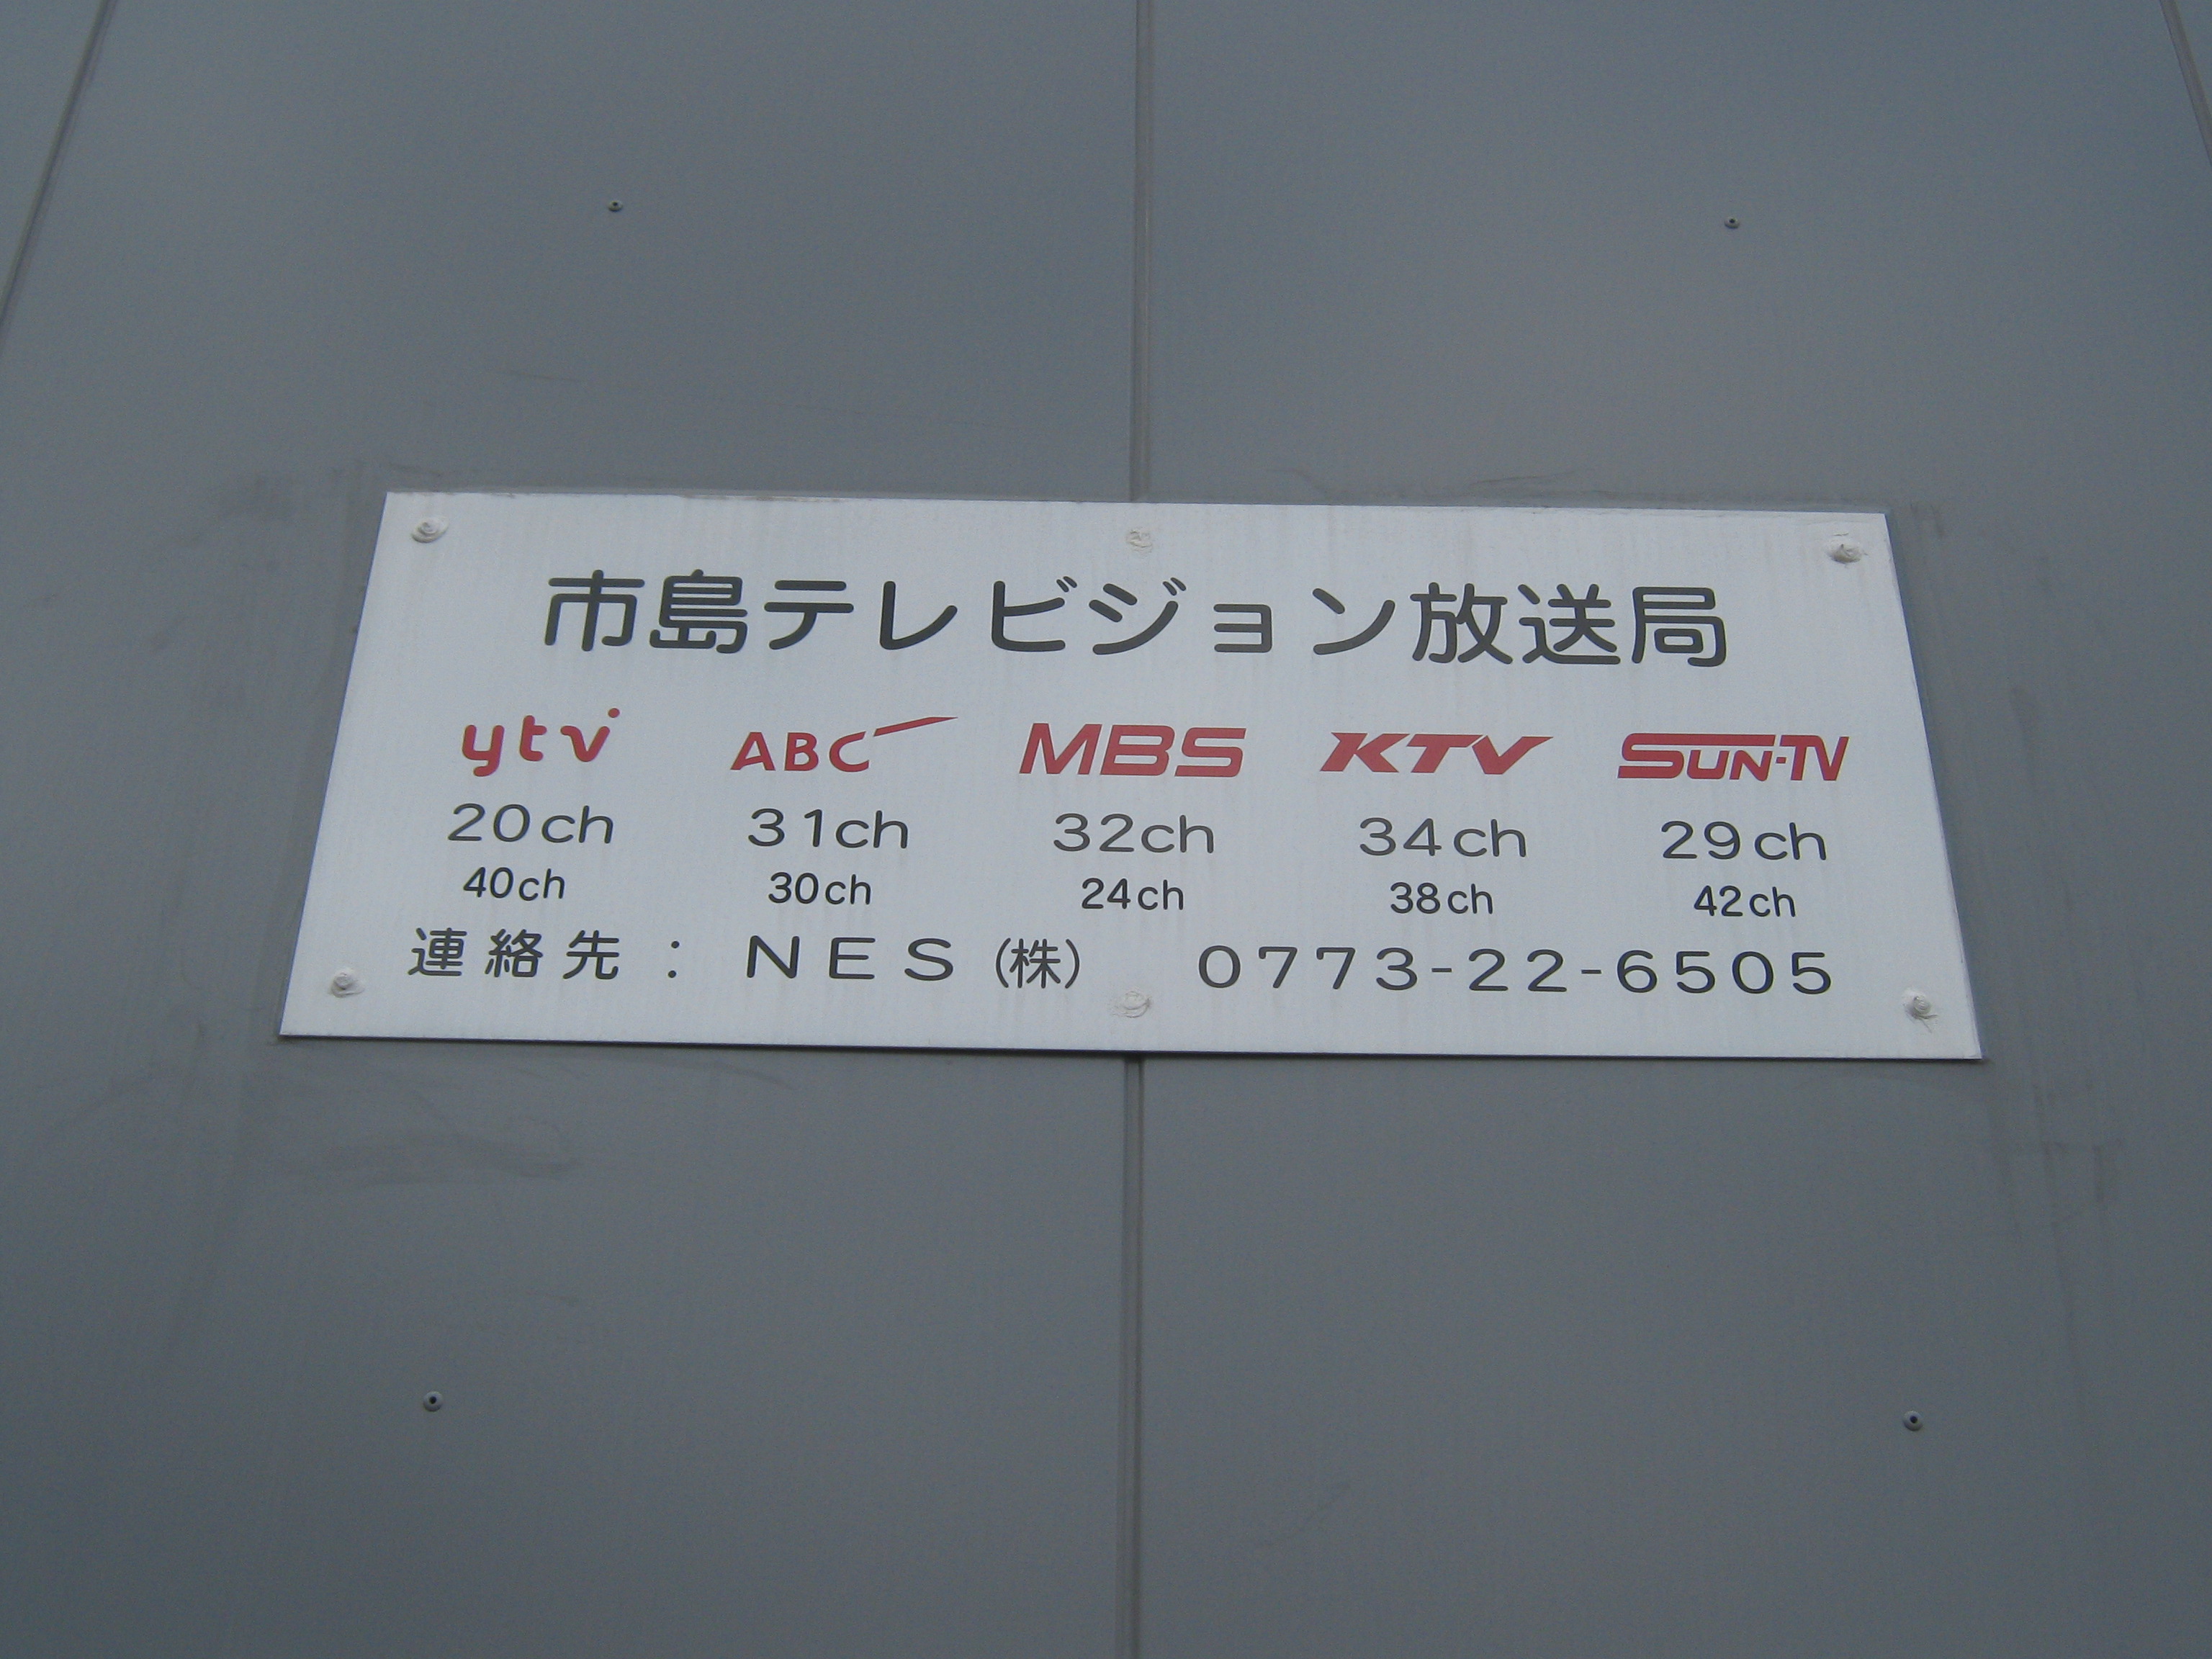 市島テレビジョン放送局
ytv ABC MBS KTV SUN-TV
20ch 31ch 32ch 34ch 29ch
40ch 30ch 24ch 38ch 42ch
連絡先：NES(株) 0773-22-6505